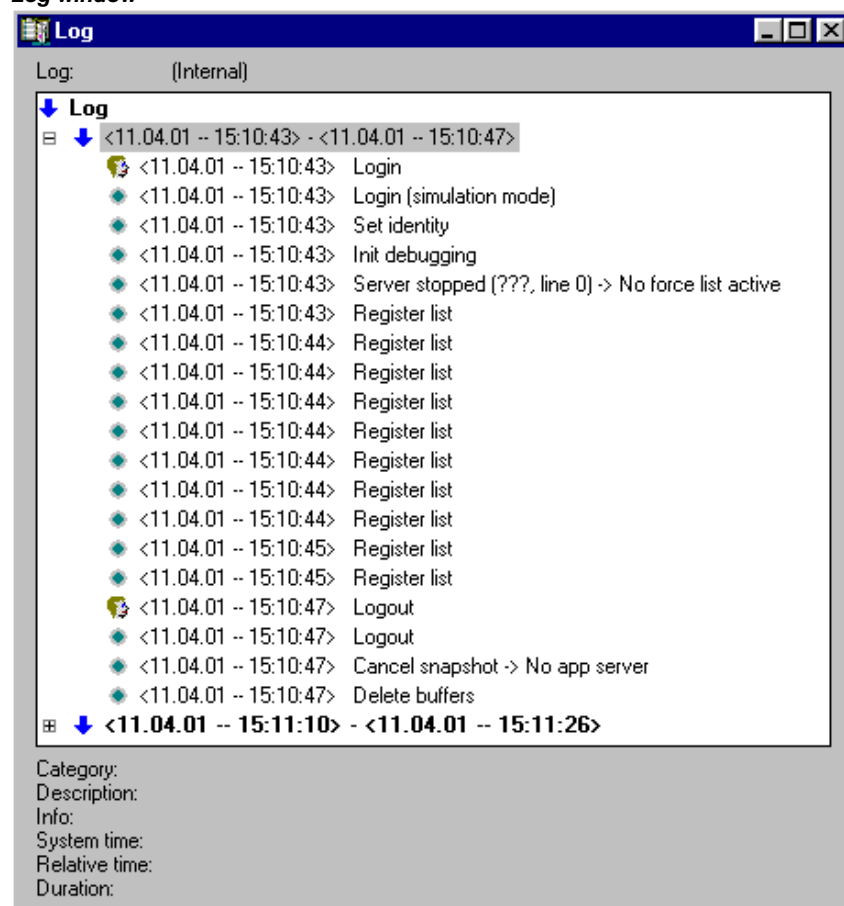 Log window
Log
Log: (Internal)
Log
<11.04.01 -- 15:10:43> - <11.04.01 -- 15:10:47>
<11.04.01 -- 15:10:43> Login
<11.04.01 -- 15:10:43> Login (simulation mode)
<11.04.01 -- 15:10:43> Set identity
<11.04.01 -- 15:10:43> Init debugging
<11.04.01 -- 15:10:43> Server stopped (???, line 0) -> No force list active
<11.04.01 -- 15:10:43> Register list
<11.04.01 -- 15:10:44> Register list
<11.04.01 -- 15:10:44> Register list
<11.04.01 -- 15:10:44> Register list
<11.04.01 -- 15:10:44> Register list
<11.04.01 -- 15:10:44> Register list
<11.04.01 -- 15:10:44> Register list
<11.04.01 -- 15:10:44> Register list
<11.04.01 -- 15:10:45> Register list
<11.04.01 -- 15:10:45> Register list
<11.04.01 -- 15:10:47> Logout
<11.04.01 -- 15:10:47> Logout
<11.04.01 -- 15:10:47> Cancel snapshot -> No app server
<11.04.01 -- 15:10:47> Delete buffers
<11.04.01 -- 15:11:10> - <11.04.01 -- 15:11:26>
Category:
Description:
Info:
System time:
Relative time:
Duration: